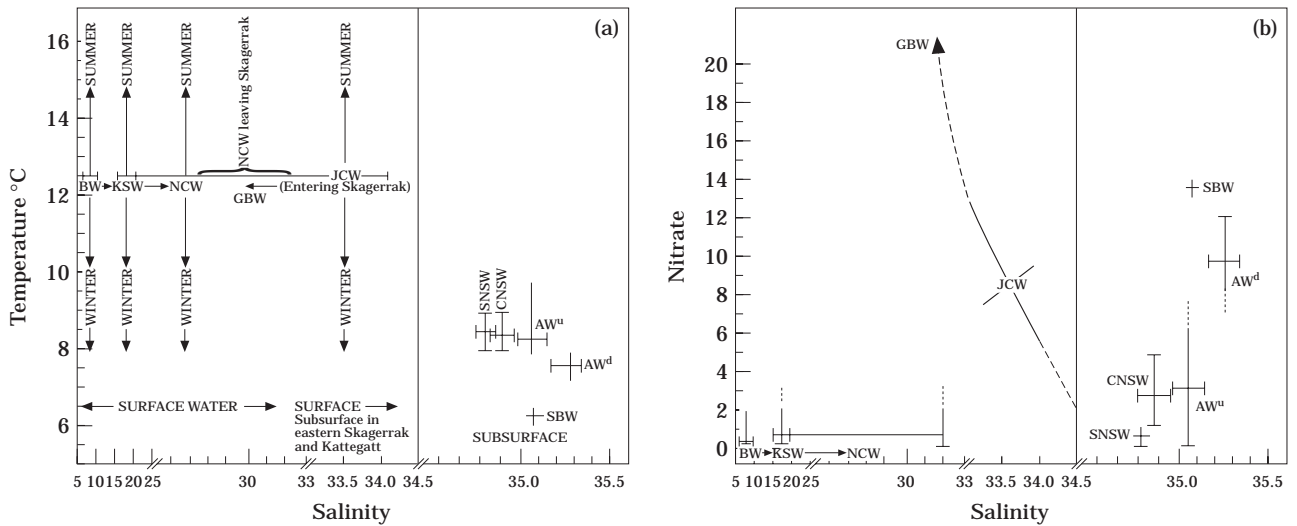 (a)
Temperature °C
16
14
12
10
8
6
SUMMER
SUMMER
SUMMER
NCW leaving Skagerrak
SUMMER
BW
KSW
NCW
GBW
JCW
(Entering Skagerrak)
WINTER
WINTER
WINTER
WINTER
SNSW
CNSW
AWᵘ
AWᵈ
SBW
SURFACE WATER
SURFACE
Subsurface in
eastern Skagerrak
and Kattegatt
SUBSURFACE
5 10 15 20 25 30 33 34.5 35.0 35.5
Salinity
(b)
Nitrate
20
18
16
14
12
10
8
6
4
2
0
GBW
JCW
SBW
AWᵈ
CNSW
AWᵘ
SNSW
BW
KSW
NCW
5 10 15 20 25 30 33 33.5 34.0 34.5 35.0 35.5
Salinity